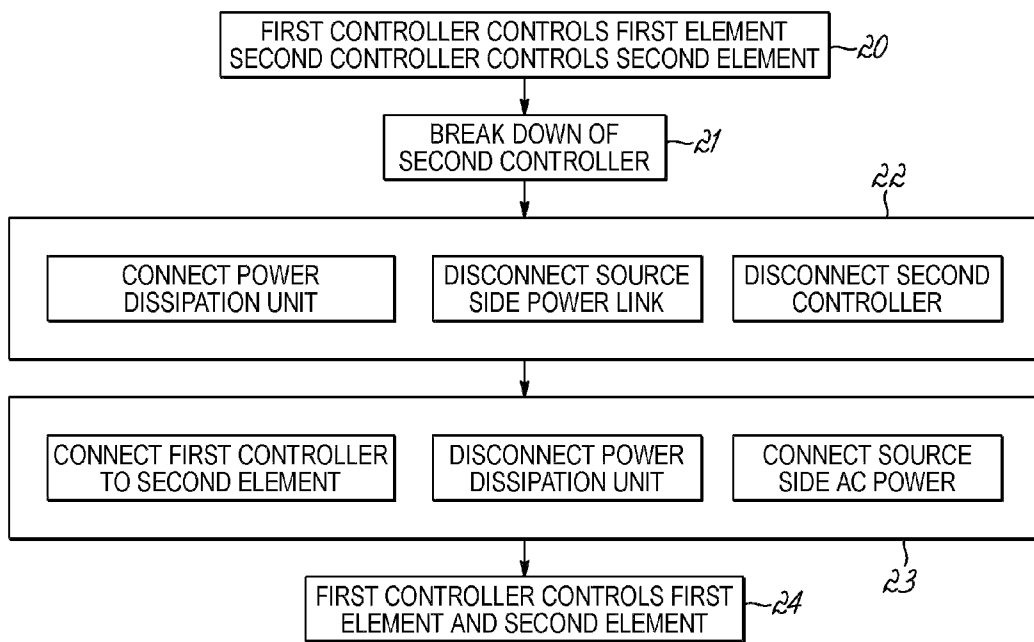 FIRST CONTROLLER CONTROLS FIRST ELEMENT
SECOND CONTROLLER CONTROLS SECOND ELEMENT
20
BREAK DOWN OF
SECOND CONTROLLER
21
22
CONNECT POWER
DISSIPATION UNIT
DISCONNECT SOURCE
SIDE POWER LINK
DISCONNECT SECOND
CONTROLLER
CONNECT FIRST CONTROLLER
TO SECOND ELEMENT
DISCONNECT POWER
DISSIPATION UNIT
CONNECT SOURCE
SIDE AC POWER
23
FIRST CONTROLLER CONTROLS FIRST
ELEMENT AND SECOND ELEMENT
24